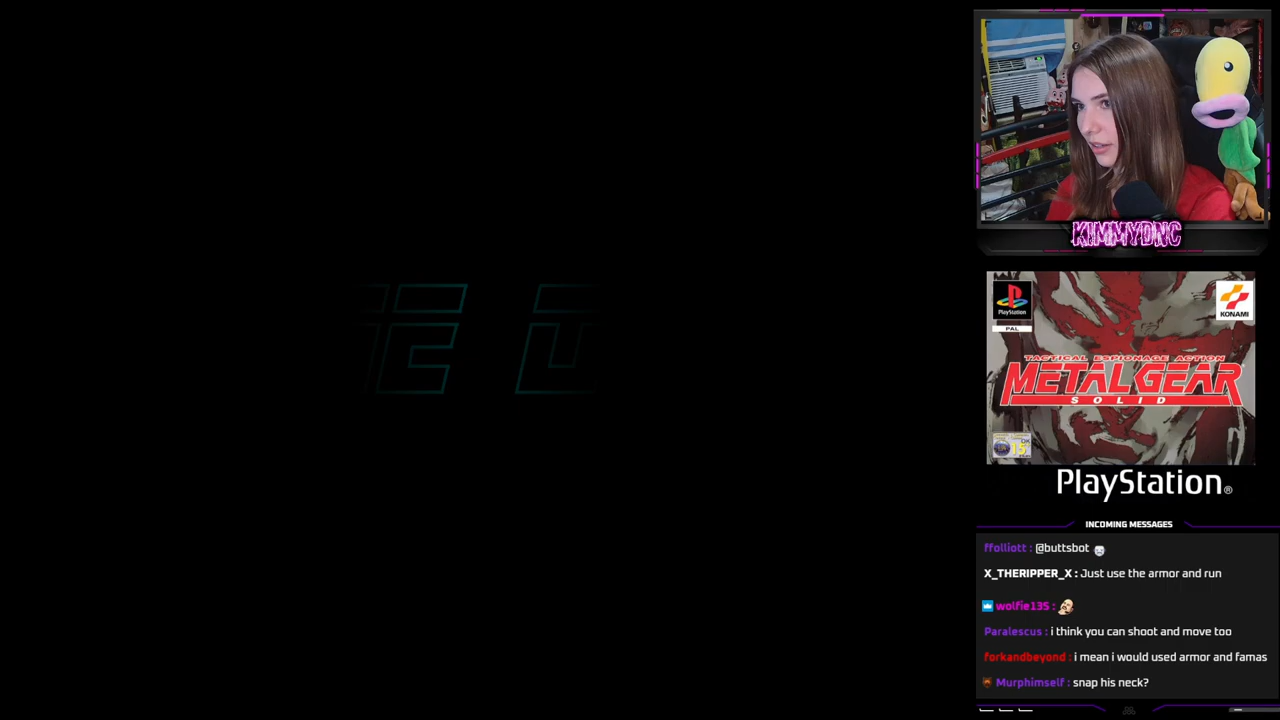 KIMMYDNC
PlayStation
PAL
KONAMI
TACTICAL ESPIONAGE ACTION
METAL GEAR
SOLID
15
PlayStation®
INCOMING MESSAGES
ffolliott : @buttsbot
X_THERIPPER_X : Just use the armor and run
wolfie135 :
Paralescus : i think you can shoot and move too
forkandbeyond : i mean i would used armor and famas
Murphimself : snap his neck?